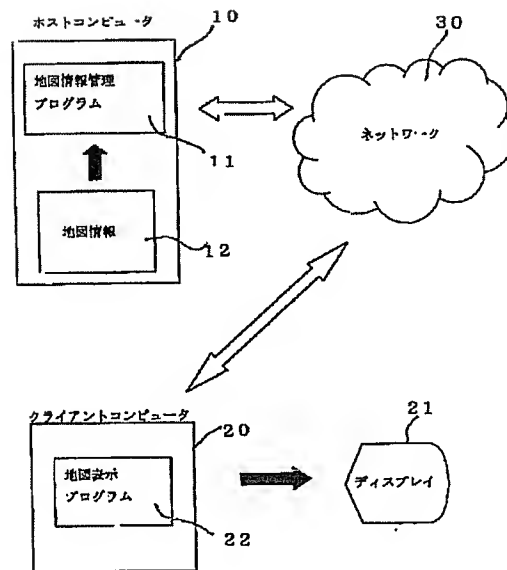 ホストコンピュータ
10
30
地図情報管理
プログラム
ネットワーク
11
地図情報
12
クライアントコンピュータ
20
21
地図表示
プログラム
ディスプレイ
22